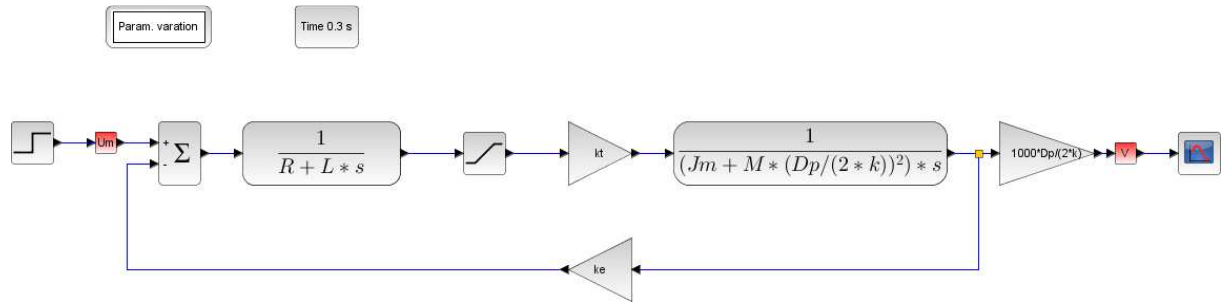 Param. varation
Time 0.3 s
Um
+
-
Σ
1
R + L * s
kt
1
(Jm + M * (Dp/(2 * k))²) * s
1000*Dp/(2*k)
V
ke